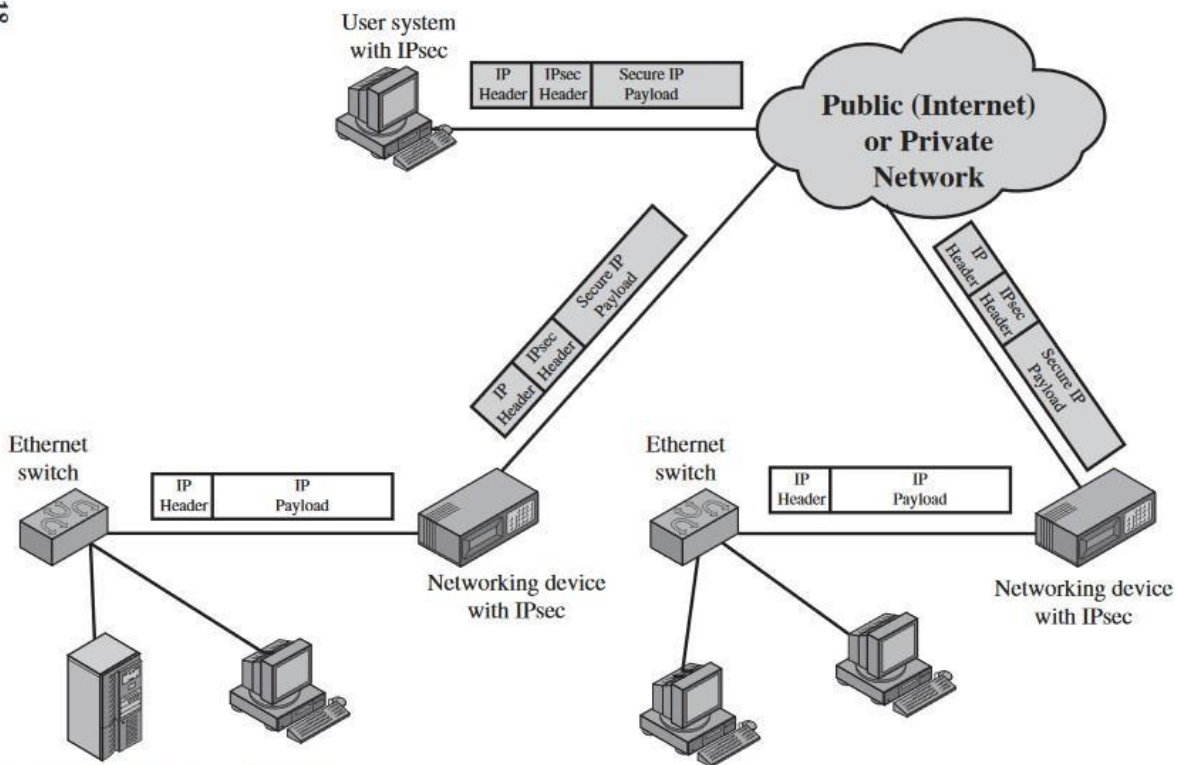 19
User system
with IPsec
IP
Header
IPsec
Header
Secure IP
Payload
Public (Internet)
or Private
Network
IP
Header
IPsec
Header
Secure IP
Payload
IP
Header
IPsec
Header
Secure IP
Payload
Ethernet
switch
IP
Header
IP
Payload
Networking device
with IPsec
Ethernet
switch
IP
Header
IP
Payload
Networking device
with IPsec